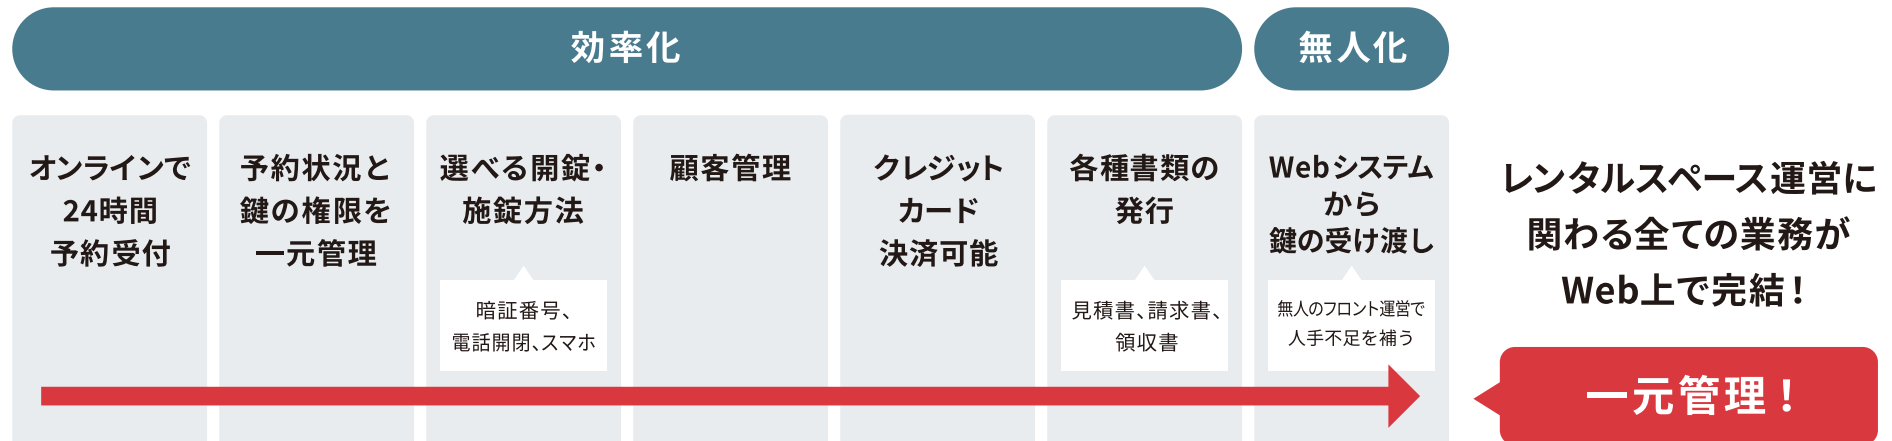 効率化
無人化
オンラインで
24時間
予約受付
予約状況と
鍵の権限を
一元管理
選べる開錠・
施錠方法
暗証番号、
電話開閉、スマホ
顧客管理
クレジット
カード
決済可能
各種書類の
発行
見積書、請求書、
領収書
Webシステム
から
鍵の受け渡し
無人のフロント運営で
人手不足を補う
レンタルスペース運営に
関わる全ての業務が
Web上で完結！
一元管理！